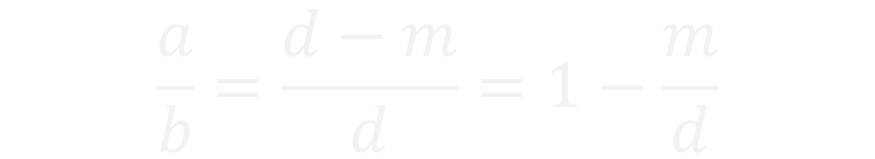 a/b = (d − m)/d = 1 − m/d